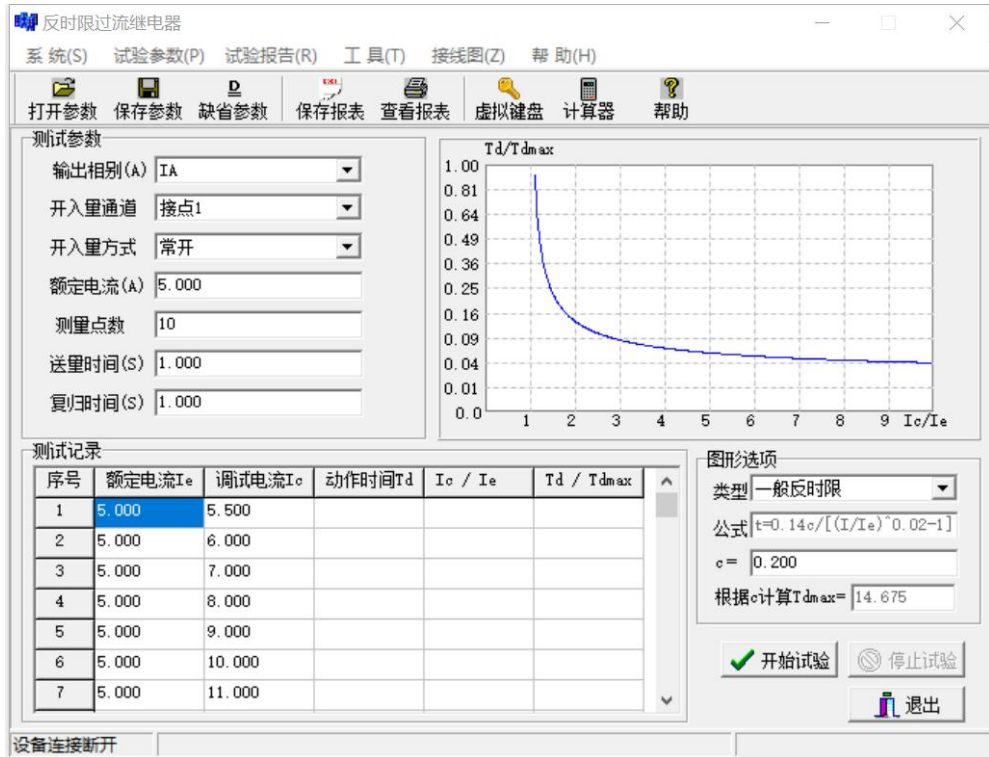 反时限过流继电器
系 统(S) 试验参数(P) 试验报告(R) 工 具(T) 接线图(Z) 帮 助(H)
打开参数 保存参数 缺省参数 保存报表 查看报表 虚拟键盘 计算器 帮助
测试参数
输出相别(A) IA
开入量通道 接点1
开入量方式 常开
额定电流(A) 5.000
测量点数 10
送量时间(S) 1.000
复归时间(S) 1.000
Td/Tdmax
1.00
0.81
0.64
0.49
0.36
0.25
0.16
0.09
0.04
0.01
0.0
1 2 3 4 5 6 7 8 9 Ic/Ie
测试记录
序号 额定电流Ie 调试电流Ic 动作时间Td Ic / Ie Td / Tdmax
1 5.000 5.500
2 5.000 6.000
3 5.000 7.000
4 5.000 8.000
5 5.000 9.000
6 5.000 10.000
7 5.000 11.000
图形选项
类型 一般反时限
公式 t=0.14c/[(I/Ie)^0.02-1]
c= 0.200
根据c计算Tdmax= 14.675
开始试验 停止试验
退出
设备连接断开